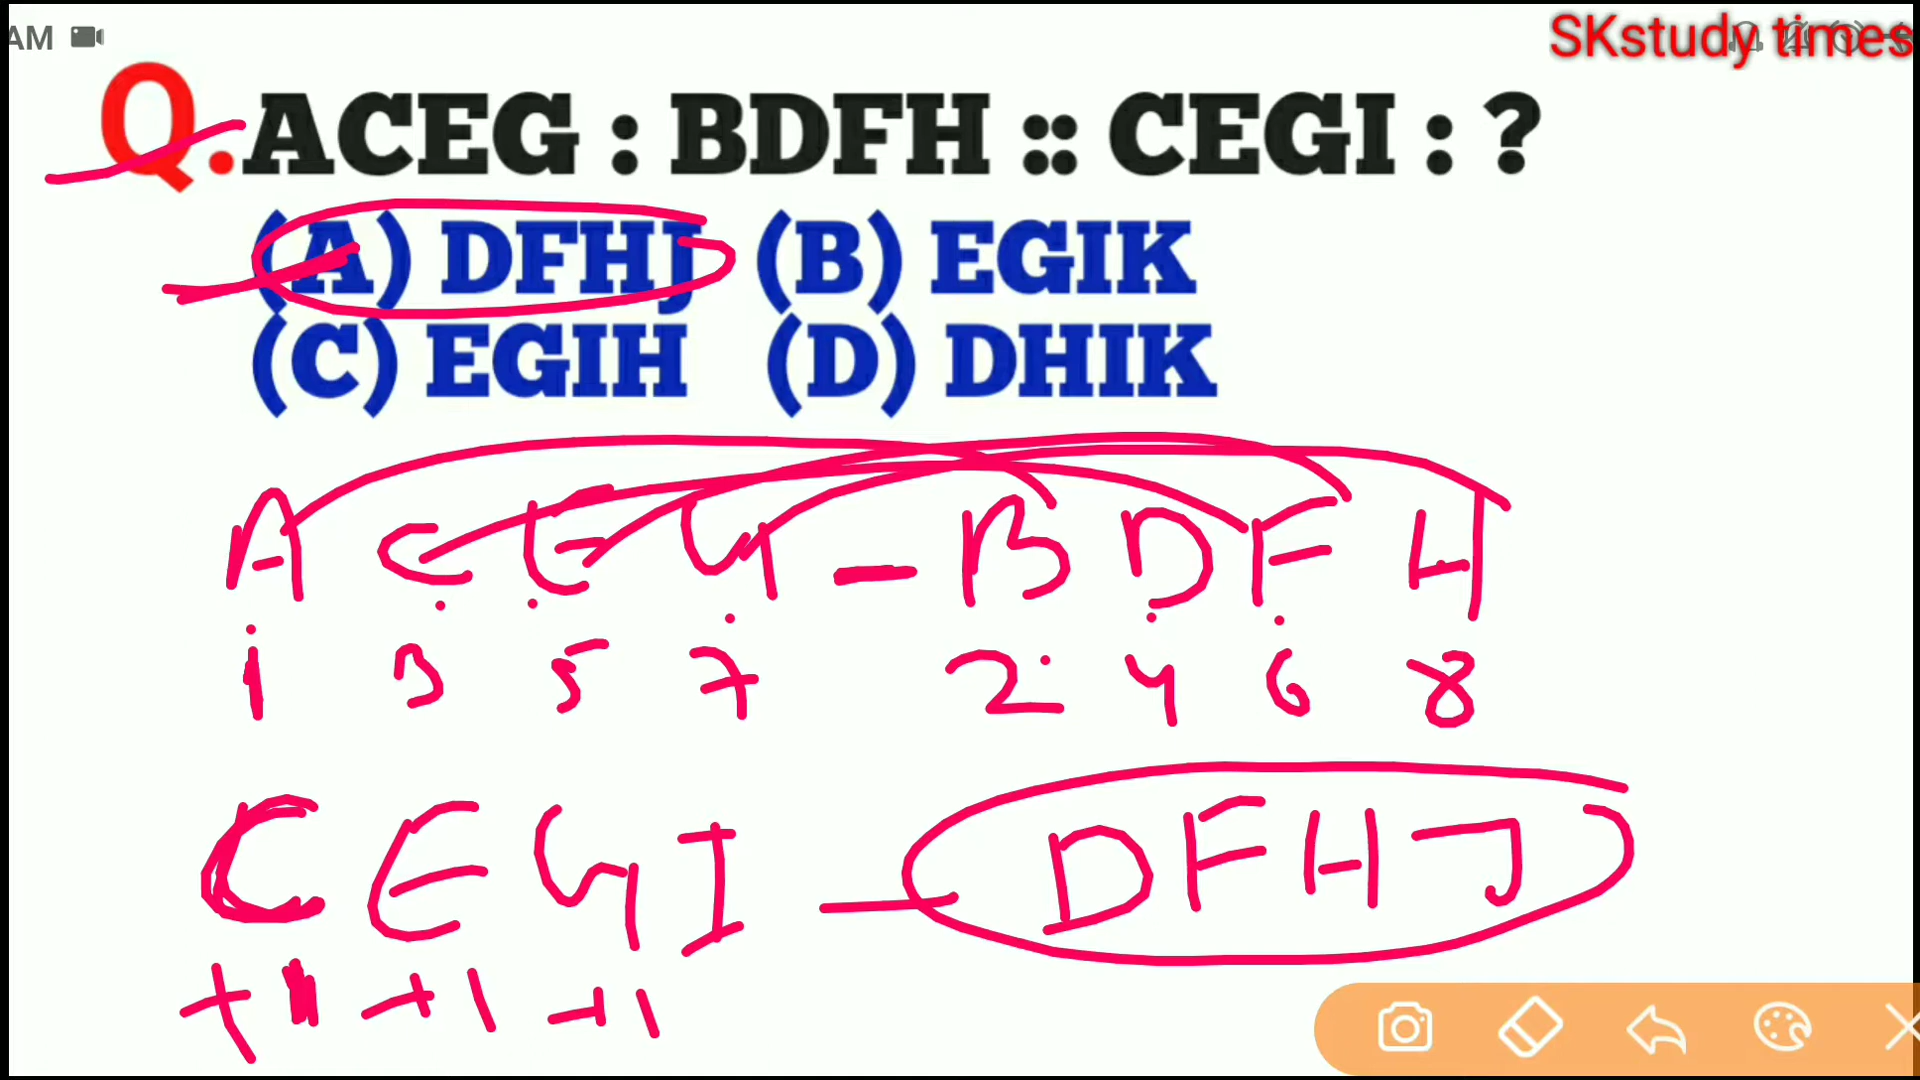 AM
SKstudy times
Q.ACEG : BDFH :: CEGI : ?
(A) DFHJ (B) EGIK
(C) EGIH (D) DHIK
A C E G - B D F H
1 3 5 7 2 4 6 8
C E G I - D F H J
+1 +1 +1